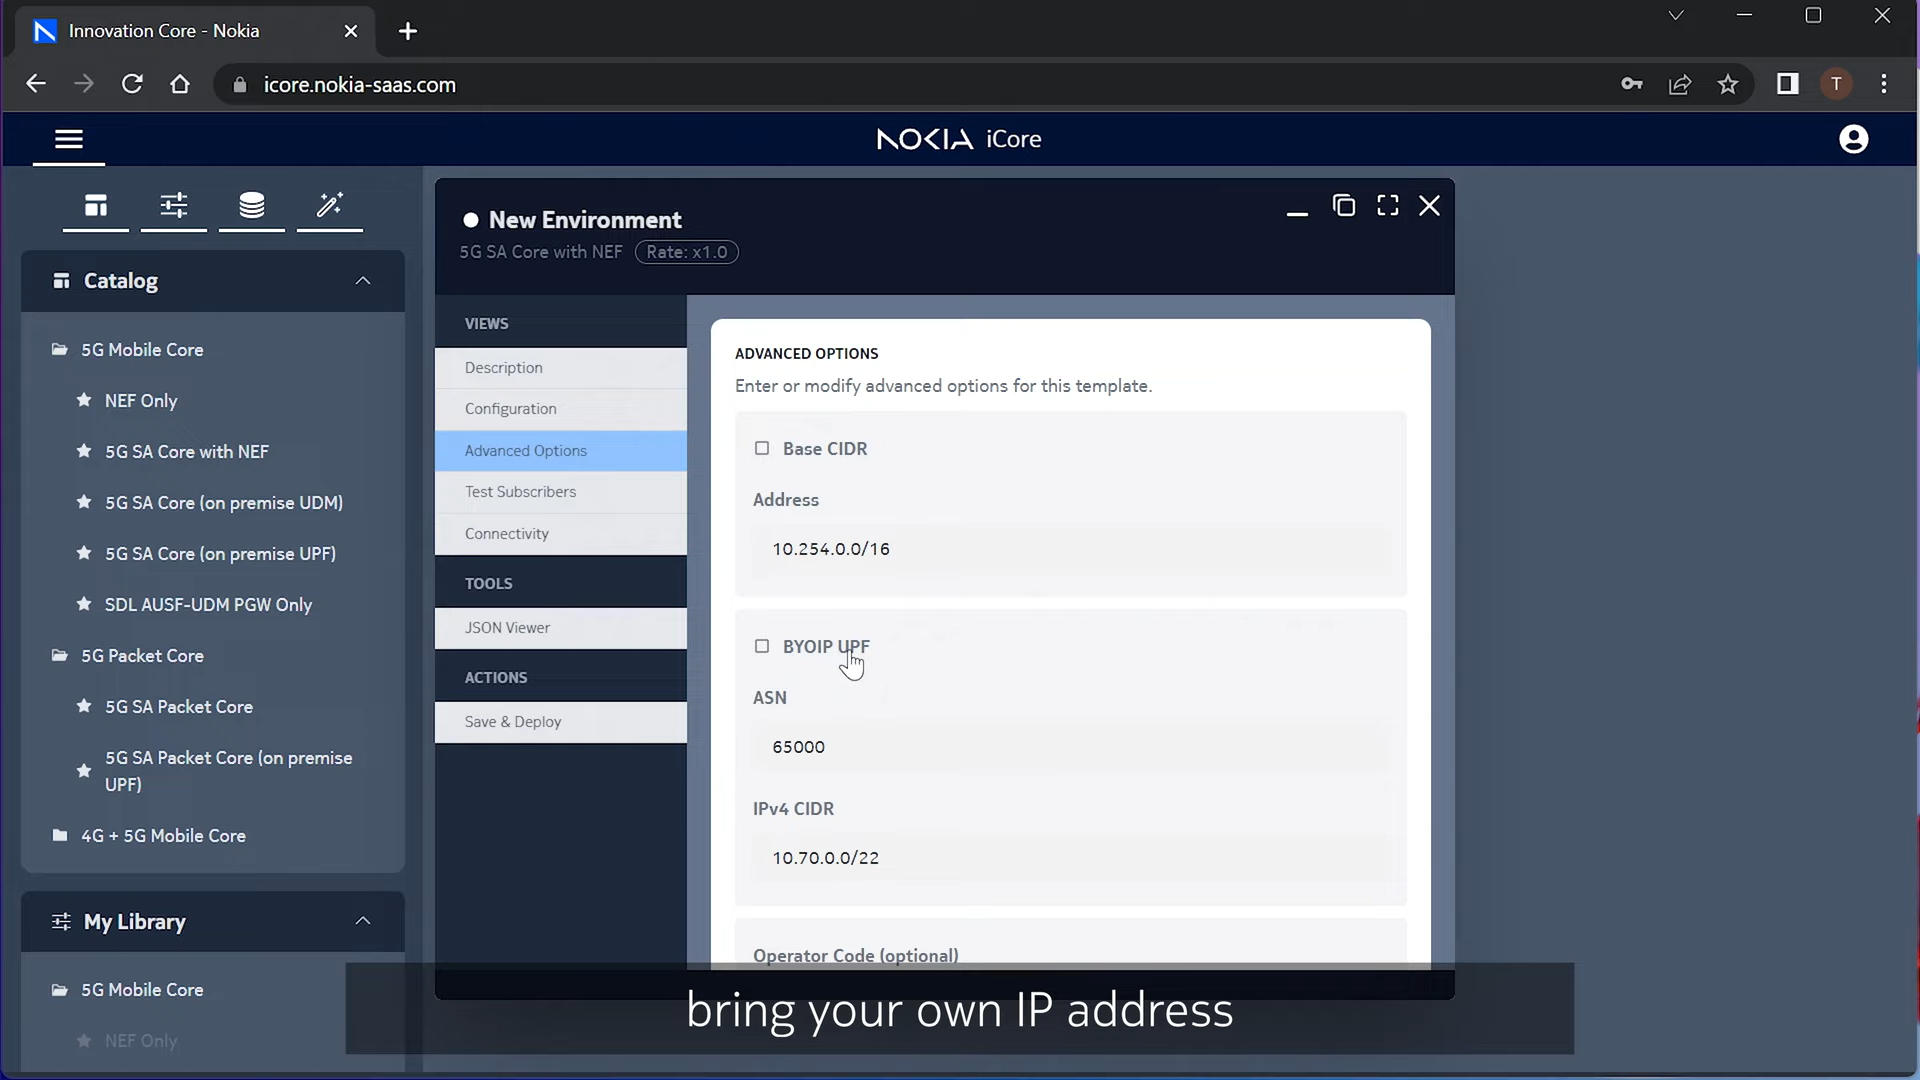 Innovation Core - Nokia
icore.nokia-saas.com
T
NOKIA iCore
New Environment
5G SA Core with NEF Rate: x1.0
Catalog
5G Mobile Core
NEF Only
5G SA Core with NEF
5G SA Core (on premise UDM)
5G SA Core (on premise UPF)
SDL AUSF-UDM PGW Only
5G Packet Core
5G SA Packet Core
5G SA Packet Core (on premise
UPF)
4G + 5G Mobile Core
My Library
5G Mobile Core
NEF Only
VIEWS
Description
Configuration
Advanced Options
Test Subscribers
Connectivity
TOOLS
JSON Viewer
ACTIONS
Save & Deploy
ADVANCED OPTIONS
Enter or modify advanced options for this template.
Base CIDR
Address
10.254.0.0/16
BYOIP UPF
ASN
65000
IPv4 CIDR
10.70.0.0/22
Operator Code (optional)
bring your own IP address